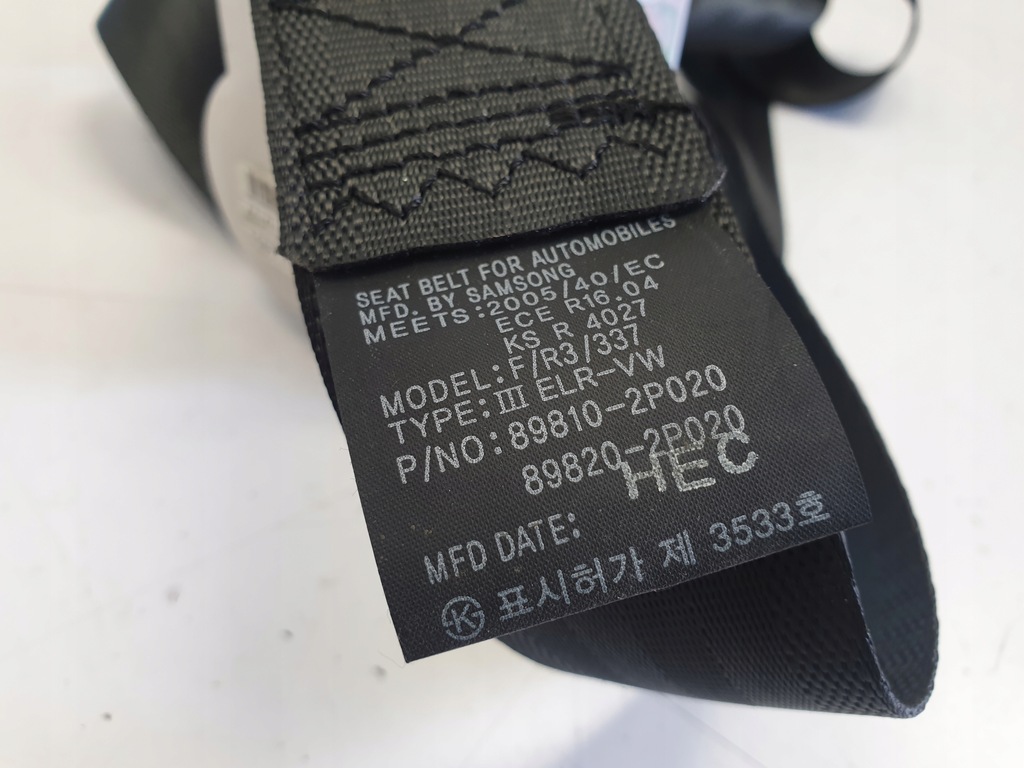 SEAT BELT FOR AUTOMOBILES
MFD. BY SAMSONG
MEETS:2005/40/EC
ECE R16.04
KS R 4027
MODEL:F/R3/337
TYPE:Ⅲ ELR-VW
P/NO:89810-2P020
89820-2P020
HEC
MFD DATE:
K 표시허가 제 3533호